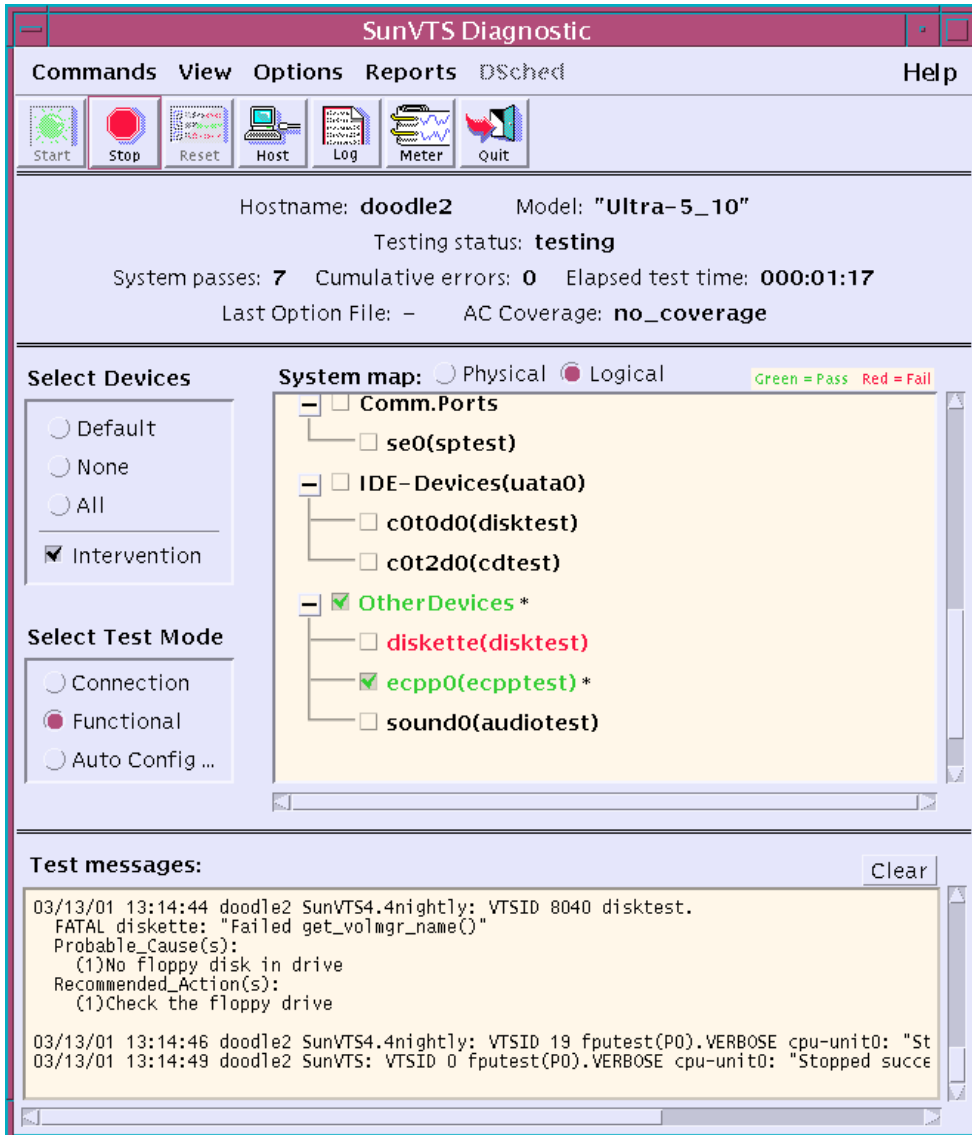 SunVTS Diagnostic
Commands View Options Reports DSched Help
Start Stop Reset Host Log Meter Quit
Hostname: doodle2 Model: "Ultra-5_10"
Testing status: testing
System passes: 7 Cumulative errors: 0 Elapsed test time: 000:01:17
Last Option File: - AC Coverage: no_coverage
Select Devices
Default
None
All
Intervention
Select Test Mode
Connection
Functional
Auto Config ...
System map: Physical Logical Green = Pass Red = Fail
Comm.Ports
se0(sptest)
IDE-Devices(uata0)
c0t0d0(disktest)
c0t2d0(cdtest)
OtherDevices *
diskette(disktest)
ecpp0(ecpptest) *
sound0(audiotest)
Test messages: Clear
03/13/01 13:14:44 doodle2 SunVTS4.4nightly: VTSID 8040 disktest.
FATAL diskette: "Failed get_volmgr_name()"
Probable_Cause(s):
(1)No floppy disk in drive
Recommended_Action(s):
(1)Check the floppy drive
03/13/01 13:14:46 doodle2 SunVTS4.4nightly: VTSID 19 fputest(P0).VERBOSE cpu-unit0: "St
03/13/01 13:14:49 doodle2 SunVTS: VTSID 0 fputest(P0).VERBOSE cpu-unit0: "Stopped succe